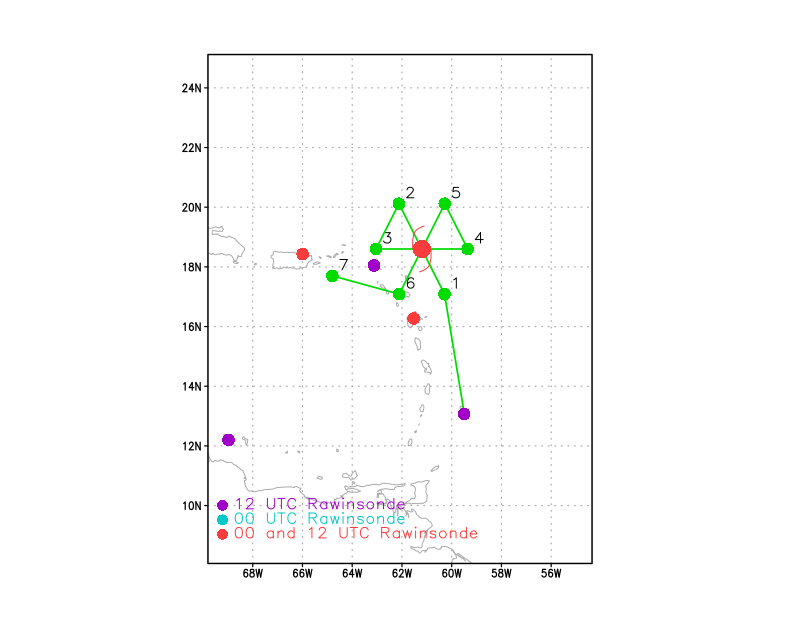 24N
22N
2 5
20N
3 4
18N
7 6 1
16N
14N
12N
10N
12 UTC Rawinsonde
00 UTC Rawinsonde
00 and 12 UTC Rawinsonde
68W 66W 64W 62W 60W 58W 56W